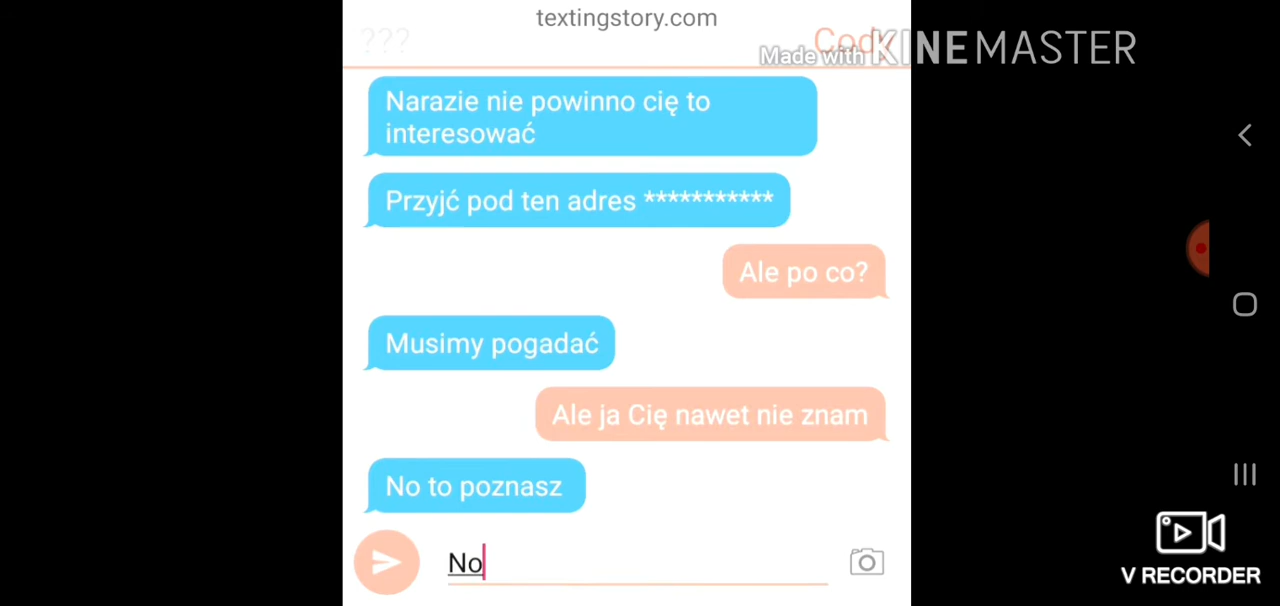 textingstory.com
???
Cody
Made with KINEMASTER
Narazie nie powinno cię to
interesować
Przyjć pod ten adres ***********
Ale po co?
Musimy pogadać
Ale ja Cię nawet nie znam
No to poznasz
No
V RECORDER